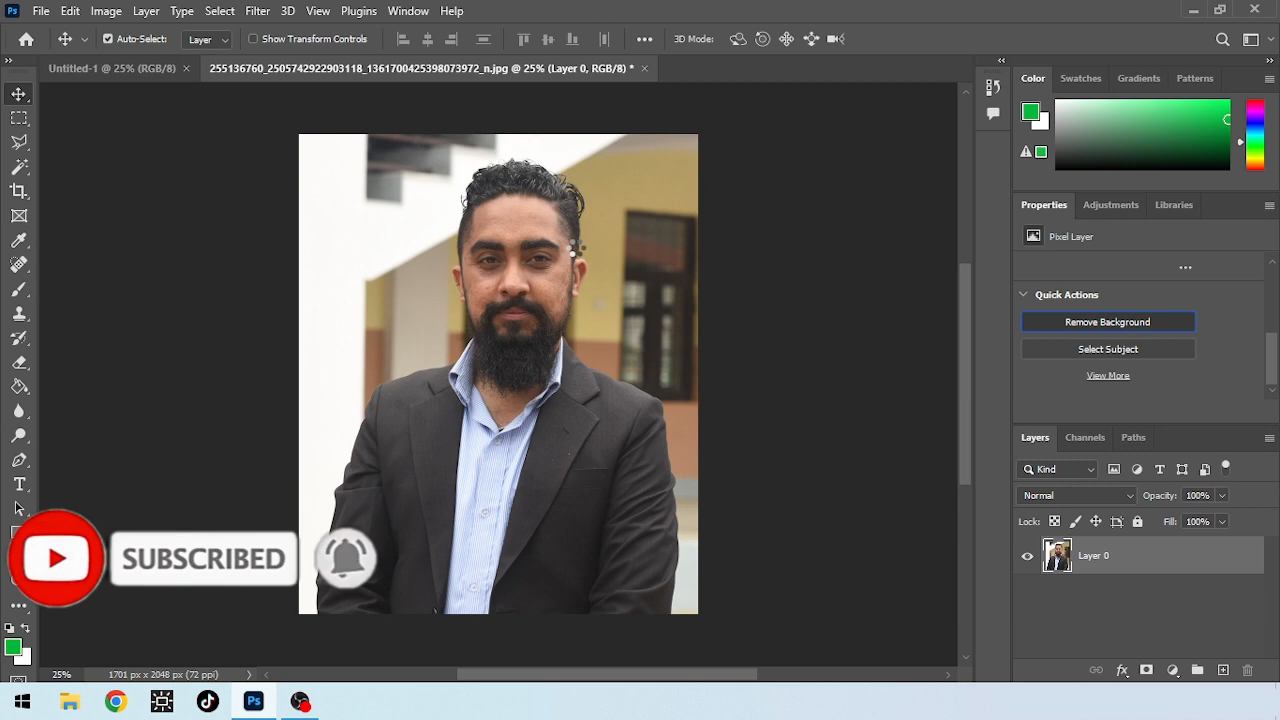 Ps File Edit Image Layer Type Select Filter 3D View Plugins Window Help
Auto-Select: Layer Show Transform Controls 3D Mode:
Untitled-1 @ 25% (RGB/8) × 255136760_2505742922903118_1361700425398073972_n.jpg @ 25% (Layer 0, RGB/8) * ×
Color Swatches Gradients Patterns
Properties Adjustments Libraries
Pixel Layer
Quick Actions
Remove Background
Select Subject
View More
Layers Channels Paths
Kind
Normal Opacity: 100%
Lock: Fill: 100%
Layer 0
SUBSCRIBED
25% 1701 px x 2048 px (72 ppi)
Ps